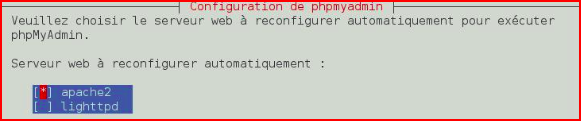 Configuration de phpmyadmin
Veuillez choisir le serveur web à reconfigurer automatiquement pour exécuter
phpMyAdmin.
Serveur web à reconfigurer automatiquement :
[*] apache2
[ ] lighttpd